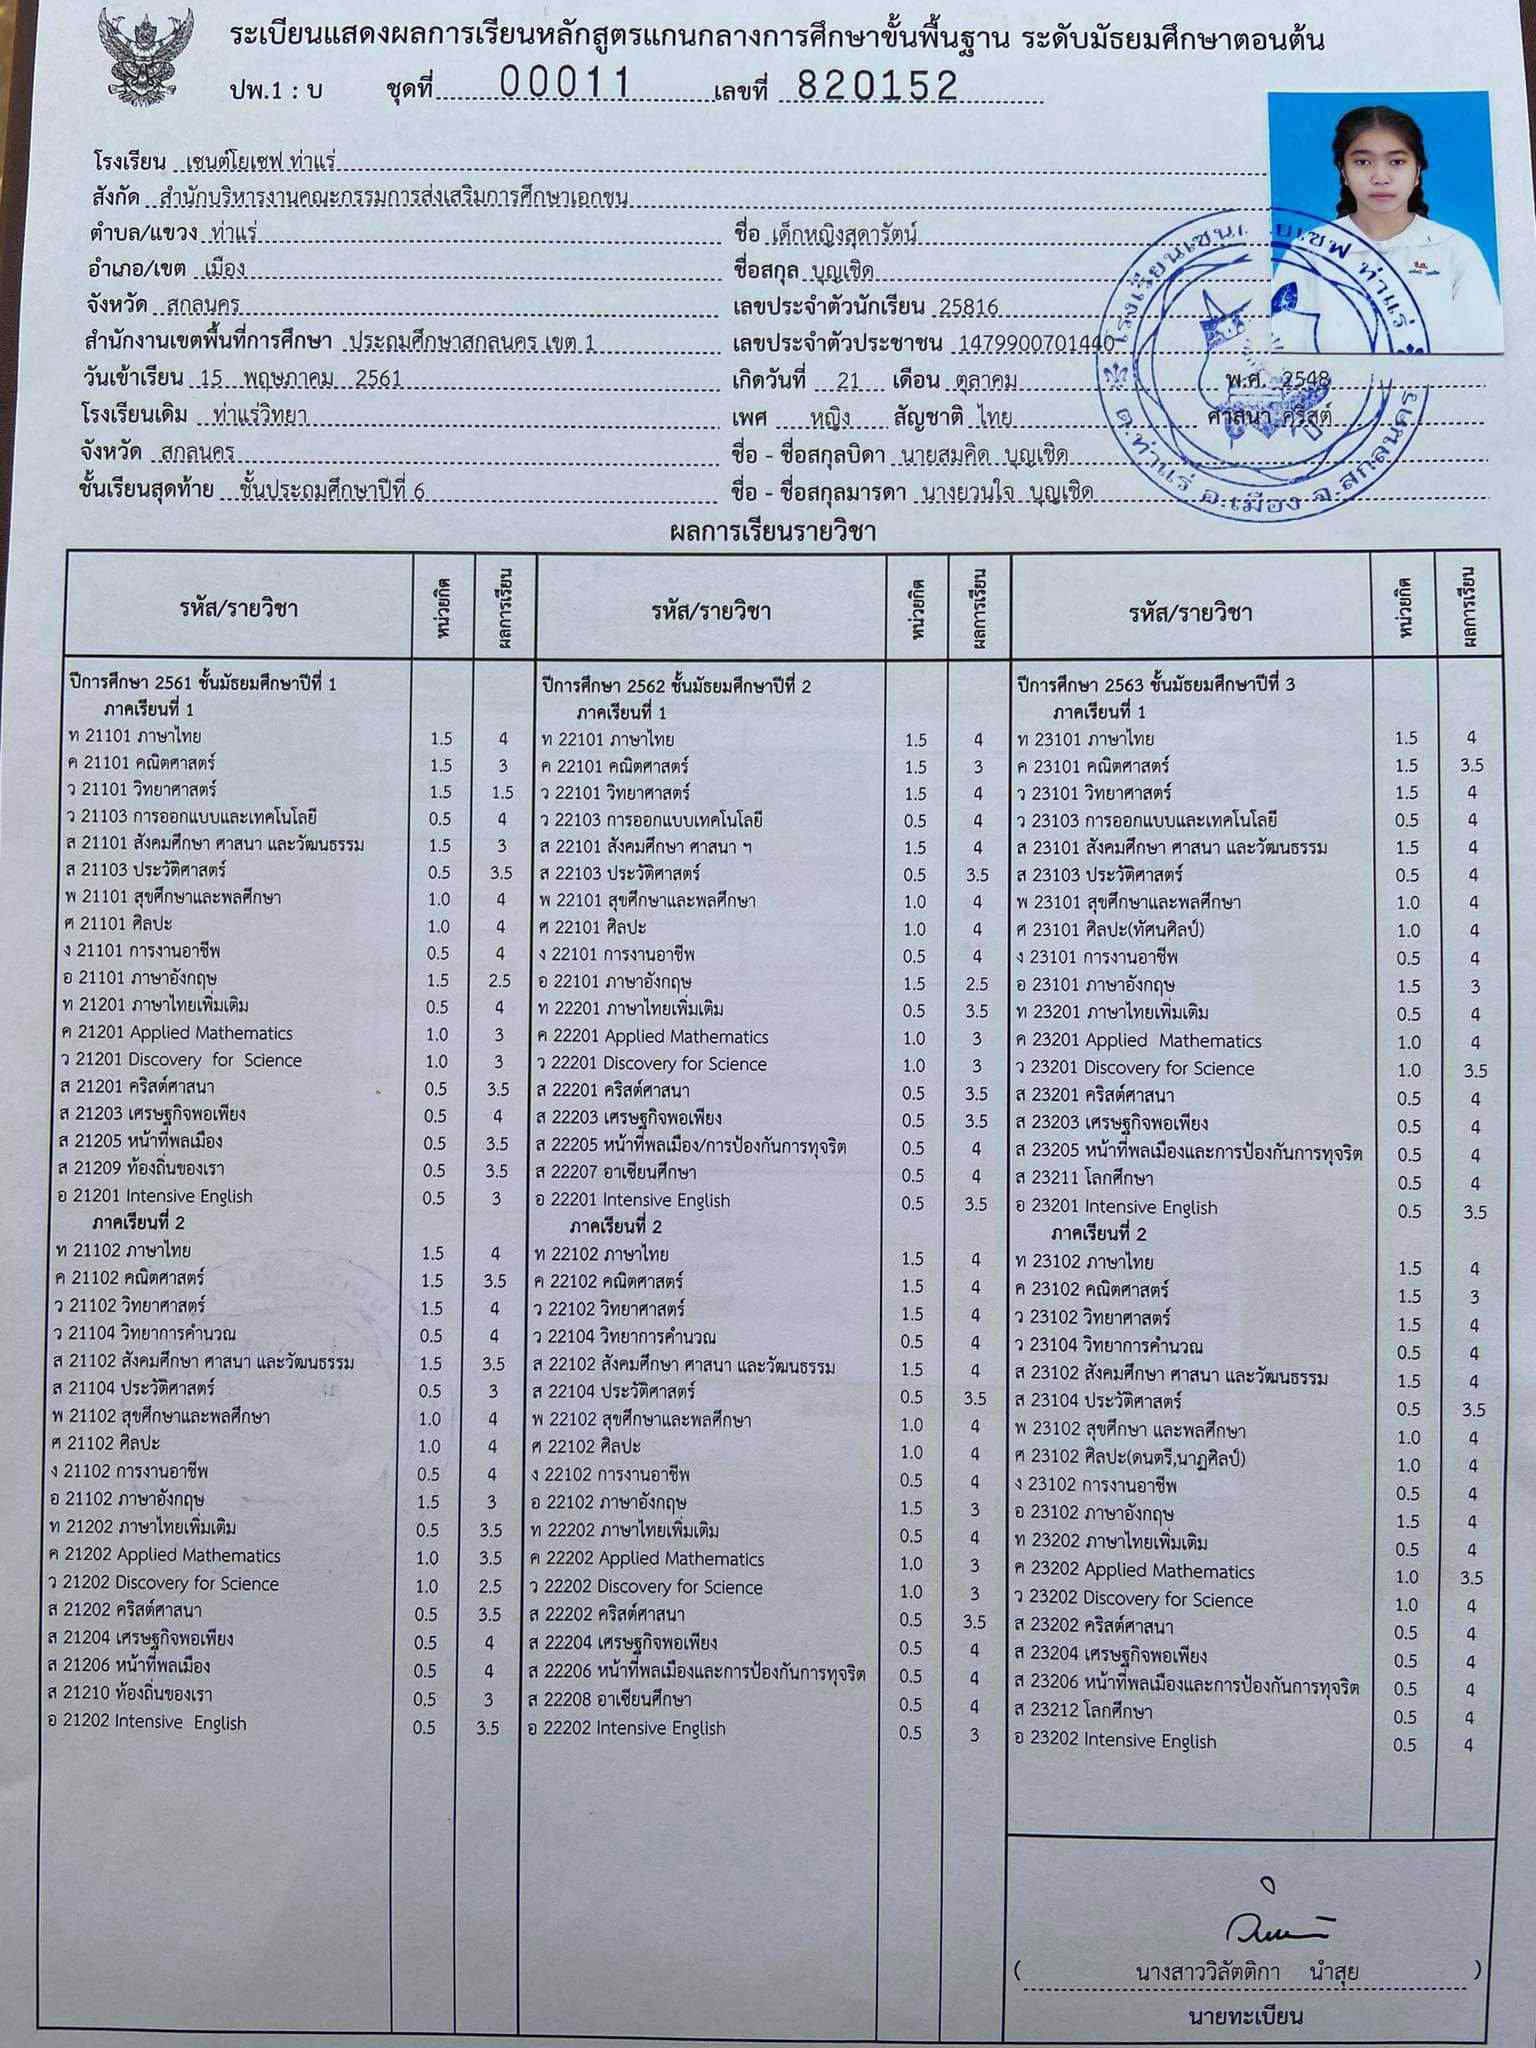 ระเบียนแสดงผลการเรียนหลักสูตรแกนกลางการศึกษาขั้นพื้นฐาน ระดับมัธยมศึกษาตอนต้น
ปพ.1 : บ ชุดที่ 00011 เลขที่ 820152
โรงเรียน เซนต์โยเซฟ ท่าแร่
สังกัด สำนักบริหารงานคณะกรรมการส่งเสริมการศึกษาเอกชน
ตำบล/แขวง ท่าแร่ ชื่อ เด็กหญิงสุดารัตน์
อำเภอ/เขต เมือง ชื่อสกุล บุญเชิด
จังหวัด สกลนคร เลขประจำตัวนักเรียน 25816
สำนักงานเขตพื้นที่การศึกษา ประถมศึกษาสกลนคร เขต 1 เลขประจำตัวประชาชน 1479900701440
วันเข้าเรียน 15 พฤษภาคม 2561 เกิดวันที่ 21 เดือน ตุลาคม พ.ศ. 2548
โรงเรียนเดิม ท่าแร่วิทยา เพศ หญิง สัญชาติ ไทย ศาสนา คริสต์
จังหวัด สกลนคร ชื่อ - ชื่อสกุลบิดา นายสมคิด บุญเชิด
ชั้นเรียนสุดท้าย ชั้นประถมศึกษาปีที่ 6 ชื่อ - ชื่อสกุลมารดา นางยวนใจ บุญเชิด
ต.ท่าแร่ อ.เมือง จ.สกลนคร
ผลการเรียนรายวิชา
รหัส/รายวิชา หน่วยกิต ผลการเรียน รหัส/รายวิชา หน่วยกิต ผลการเรียน รหัส/รายวิชา หน่วยกิต ผลการเรียน
ปีการศึกษา 2561 ชั้นมัธยมศึกษาปีที่ 1
ภาคเรียนที่ 1
ท 21101 ภาษาไทย 1.5 4
ค 21101 คณิตศาสตร์ 1.5 3
ว 21101 วิทยาศาสตร์ 1.5 1.5
ว 21103 การออกแบบและเทคโนโลยี 0.5 4
ส 21101 สังคมศึกษา ศาสนา และวัฒนธรรม 1.5 3
ส 21103 ประวัติศาสตร์ 0.5 3.5
พ 21101 สุขศึกษาและพลศึกษา 1.0 4
ศ 21101 ศิลปะ 1.0 4
ง 21101 การงานอาชีพ 0.5 4
อ 21101 ภาษาอังกฤษ 1.5 2.5
ท 21201 ภาษาไทยเพิ่มเติม 0.5 4
ค 21201 Applied Mathematics 1.0 3
ว 21201 Discovery for Science 1.0 3
ส 21201 คริสต์ศาสนา 0.5 3.5
ส 21203 เศรษฐกิจพอเพียง 0.5 4
ส 21205 หน้าที่พลเมือง 0.5 3.5
ส 21209 ท้องถิ่นของเรา 0.5 3.5
อ 21201 Intensive English 0.5 3
ภาคเรียนที่ 2
ท 21102 ภาษาไทย 1.5 4
ค 21102 คณิตศาสตร์ 1.5 3.5
ว 21102 วิทยาศาสตร์ 1.5 4
ว 21104 วิทยาการคำนวณ 0.5 4
ส 21102 สังคมศึกษา ศาสนา และวัฒนธรรม 1.5 3.5
ส 21104 ประวัติศาสตร์ 0.5 3
พ 21102 สุขศึกษาและพลศึกษา 1.0 4
ศ 21102 ศิลปะ 1.0 4
ง 21102 การงานอาชีพ 0.5 4
อ 21102 ภาษาอังกฤษ 1.5 3
ท 21202 ภาษาไทยเพิ่มเติม 0.5 3.5
ค 21202 Applied Mathematics 1.0 3.5
ว 21202 Discovery for Science 1.0 2.5
ส 21202 คริสต์ศาสนา 0.5 3.5
ส 21204 เศรษฐกิจพอเพียง 0.5 4
ส 21206 หน้าที่พลเมือง 0.5 4
ส 21210 ท้องถิ่นของเรา 0.5 3
อ 21202 Intensive English 0.5 3.5
ปีการศึกษา 2562 ชั้นมัธยมศึกษาปีที่ 2
ภาคเรียนที่ 1
ท 22101 ภาษาไทย 1.5 4
ค 22101 คณิตศาสตร์ 1.5 3
ว 22101 วิทยาศาสตร์ 1.5 4
ว 22103 การออกแบบเทคโนโลยี 0.5 4
ส 22101 สังคมศึกษา ศาสนา ฯ 1.5 4
ส 22103 ประวัติศาสตร์ 0.5 3.5
พ 22101 สุขศึกษาและพลศึกษา 1.0 4
ศ 22101 ศิลปะ 1.0 4
ง 22101 การงานอาชีพ 0.5 4
อ 22101 ภาษาอังกฤษ 1.5 2.5
ท 22201 ภาษาไทยเพิ่มเติม 0.5 3.5
ค 22201 Applied Mathematics 1.0 3
ว 22201 Discovery for Science 1.0 3
ส 22201 คริสต์ศาสนา 0.5 3.5
ส 22203 เศรษฐกิจพอเพียง 0.5 3.5
ส 22205 หน้าที่พลเมือง/การป้องกันการทุจริต 0.5 4
ส 22207 อาเซียนศึกษา 0.5 4
อ 22201 Intensive English 0.5 3.5
ภาคเรียนที่ 2
ท 22102 ภาษาไทย 1.5 4
ค 22102 คณิตศาสตร์ 1.5 4
ว 22102 วิทยาศาสตร์ 1.5 4
ว 22104 วิทยาการคำนวณ 0.5 4
ส 22102 สังคมศึกษา ศาสนา และวัฒนธรรม 1.5 4
ส 22104 ประวัติศาสตร์ 0.5 3.5
พ 22102 สุขศึกษาและพลศึกษา 1.0 4
ศ 22102 ศิลปะ 1.0 4
ง 22102 การงานอาชีพ 0.5 4
อ 22102 ภาษาอังกฤษ 1.5 3
ท 22202 ภาษาไทยเพิ่มเติม 0.5 4
ค 22202 Applied Mathematics 1.0 3
ว 22202 Discovery for Science 1.0 3
ส 22202 คริสต์ศาสนา 0.5 3.5
ส 22204 เศรษฐกิจพอเพียง 0.5 4
ส 22206 หน้าที่พลเมืองและการป้องกันการทุจริต 0.5 4
ส 22208 อาเซียนศึกษา 0.5 4
อ 22202 Intensive English 0.5 3
ปีการศึกษา 2563 ชั้นมัธยมศึกษาปีที่ 3
ภาคเรียนที่ 1
ท 23101 ภาษาไทย 1.5 4
ค 23101 คณิตศาสตร์ 1.5 3.5
ว 23101 วิทยาศาสตร์ 1.5 4
ว 23103 การออกแบบและเทคโนโลยี 0.5 4
ส 23101 สังคมศึกษา ศาสนา และวัฒนธรรม 1.5 4
ส 23103 ประวัติศาสตร์ 0.5 4
พ 23101 สุขศึกษาและพลศึกษา 1.0 4
ศ 23101 ศิลปะ(ทัศนศิลป์) 1.0 4
ง 23101 การงานอาชีพ 0.5 4
อ 23101 ภาษาอังกฤษ 1.5 3
ท 23201 ภาษาไทยเพิ่มเติม 0.5 4
ค 23201 Applied Mathematics 1.0 4
ว 23201 Discovery for Science 1.0 3.5
ส 23201 คริสต์ศาสนา 0.5 4
ส 23203 เศรษฐกิจพอเพียง 0.5 4
ส 23205 หน้าที่พลเมืองและการป้องกันการทุจริต 0.5 4
ส 23211 โลกศึกษา 0.5 4
อ 23201 Intensive English 0.5 3.5
ภาคเรียนที่ 2
ท 23102 ภาษาไทย 1.5 4
ค 23102 คณิตศาสตร์ 1.5 3
ว 23102 วิทยาศาสตร์ 1.5 4
ว 23104 วิทยาการคำนวณ 0.5 4
ส 23102 สังคมศึกษา ศาสนา และวัฒนธรรม 1.5 4
ส 23104 ประวัติศาสตร์ 0.5 3.5
พ 23102 สุขศึกษา และพลศึกษา 1.0 4
ศ 23102 ศิลปะ(ดนตรี,นาฏศิลป์) 1.0 4
ง 23102 การงานอาชีพ 0.5 4
อ 23102 ภาษาอังกฤษ 1.5 4
ท 23202 ภาษาไทยเพิ่มเติม 0.5 4
ค 23202 Applied Mathematics 1.0 3.5
ว 23202 Discovery for Science 1.0 4
ส 23202 คริสต์ศาสนา 0.5 4
ส 23204 เศรษฐกิจพอเพียง 0.5 4
ส 23206 หน้าที่พลเมืองและการป้องกันการทุจริต 0.5 4
ส 23212 โลกศึกษา 0.5 4
อ 23202 Intensive English 0.5 4
( นางสาววิลัตติกา นำสุย )
นายทะเบียน